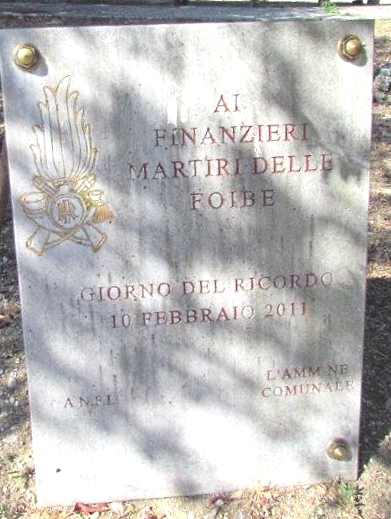 AI
FINANZIERI
MARTIRI DELLE
FOIBE
GIORNO DEL RICORDO
10 FEBBRAIO 2011
L'AMM.NE
A.N.F.I. COMUNALE